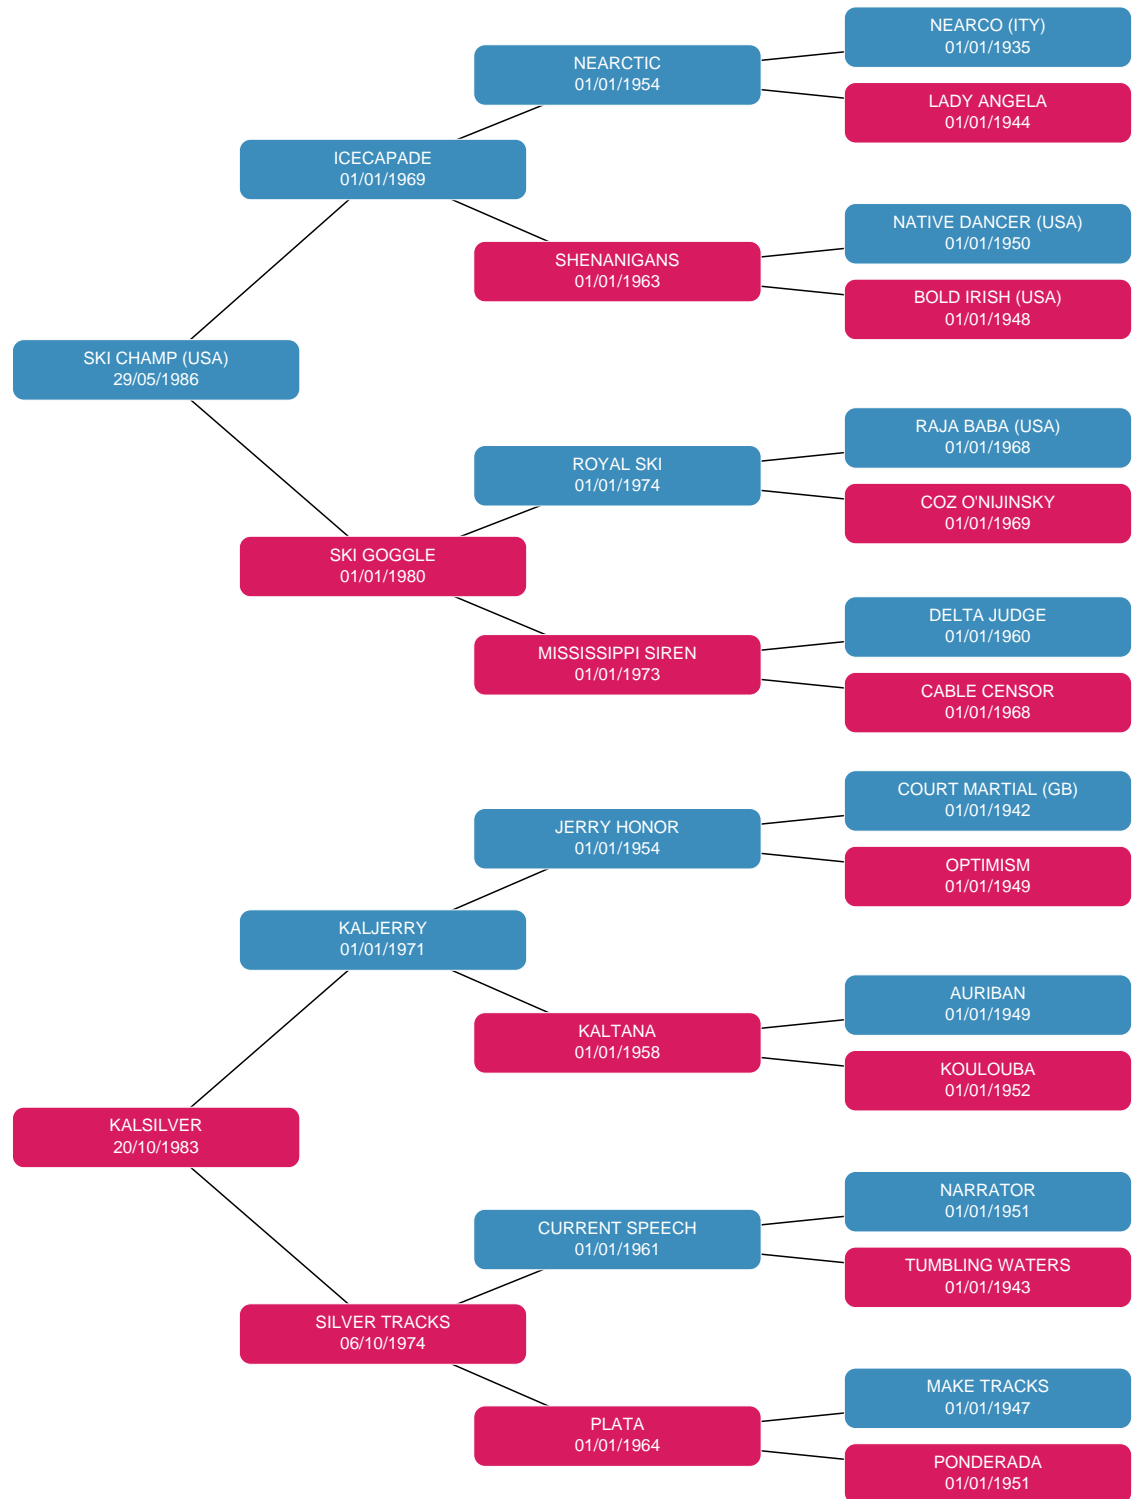 NEARCO (ITY)
01/01/1935
NEARCTIC
01/01/1954
LADY ANGELA
01/01/1944
ICECAPADE
01/01/1969
NATIVE DANCER (USA)
01/01/1950
SHENANIGANS
01/01/1963
BOLD IRISH (USA)
01/01/1948
SKI CHAMP (USA)
29/05/1986
RAJA BABA (USA)
01/01/1968
ROYAL SKI
01/01/1974
COZ O'NIJINSKY
01/01/1969
SKI GOGGLE
01/01/1980
DELTA JUDGE
01/01/1960
MISSISSIPPI SIREN
01/01/1973
CABLE CENSOR
01/01/1968
COURT MARTIAL (GB)
01/01/1942
JERRY HONOR
01/01/1954
OPTIMISM
01/01/1949
KALJERRY
01/01/1971
AURIBAN
01/01/1949
KALTANA
01/01/1958
KOULOUBA
01/01/1952
KALSILVER
20/10/1983
NARRATOR
01/01/1951
CURRENT SPEECH
01/01/1961
TUMBLING WATERS
01/01/1943
SILVER TRACKS
06/10/1974
MAKE TRACKS
01/01/1947
PLATA
01/01/1964
PONDERADA
01/01/1951